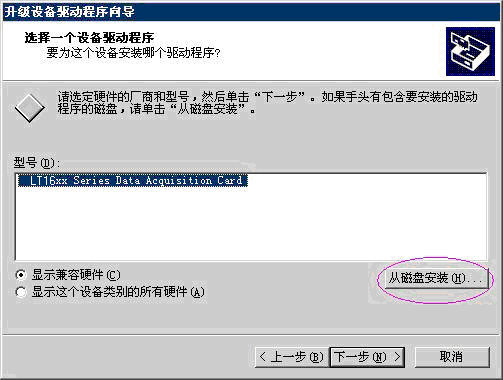 升级设备驱动程序向导
选择一个设备驱动程序
要为这个设备安装哪个驱动程序?
请选定硬件的厂商和型号，然后单击“下一步”。如果手头有包含要安装的驱动
程序的磁盘，请单击“从磁盘安装”。
型号(D):
LT16xx Series Data Acquisition Card
显示兼容硬件(C)
从磁盘安装(H)...
显示这个设备类别的所有硬件(A)
< 上一步(B) 下一步(N) > 取消